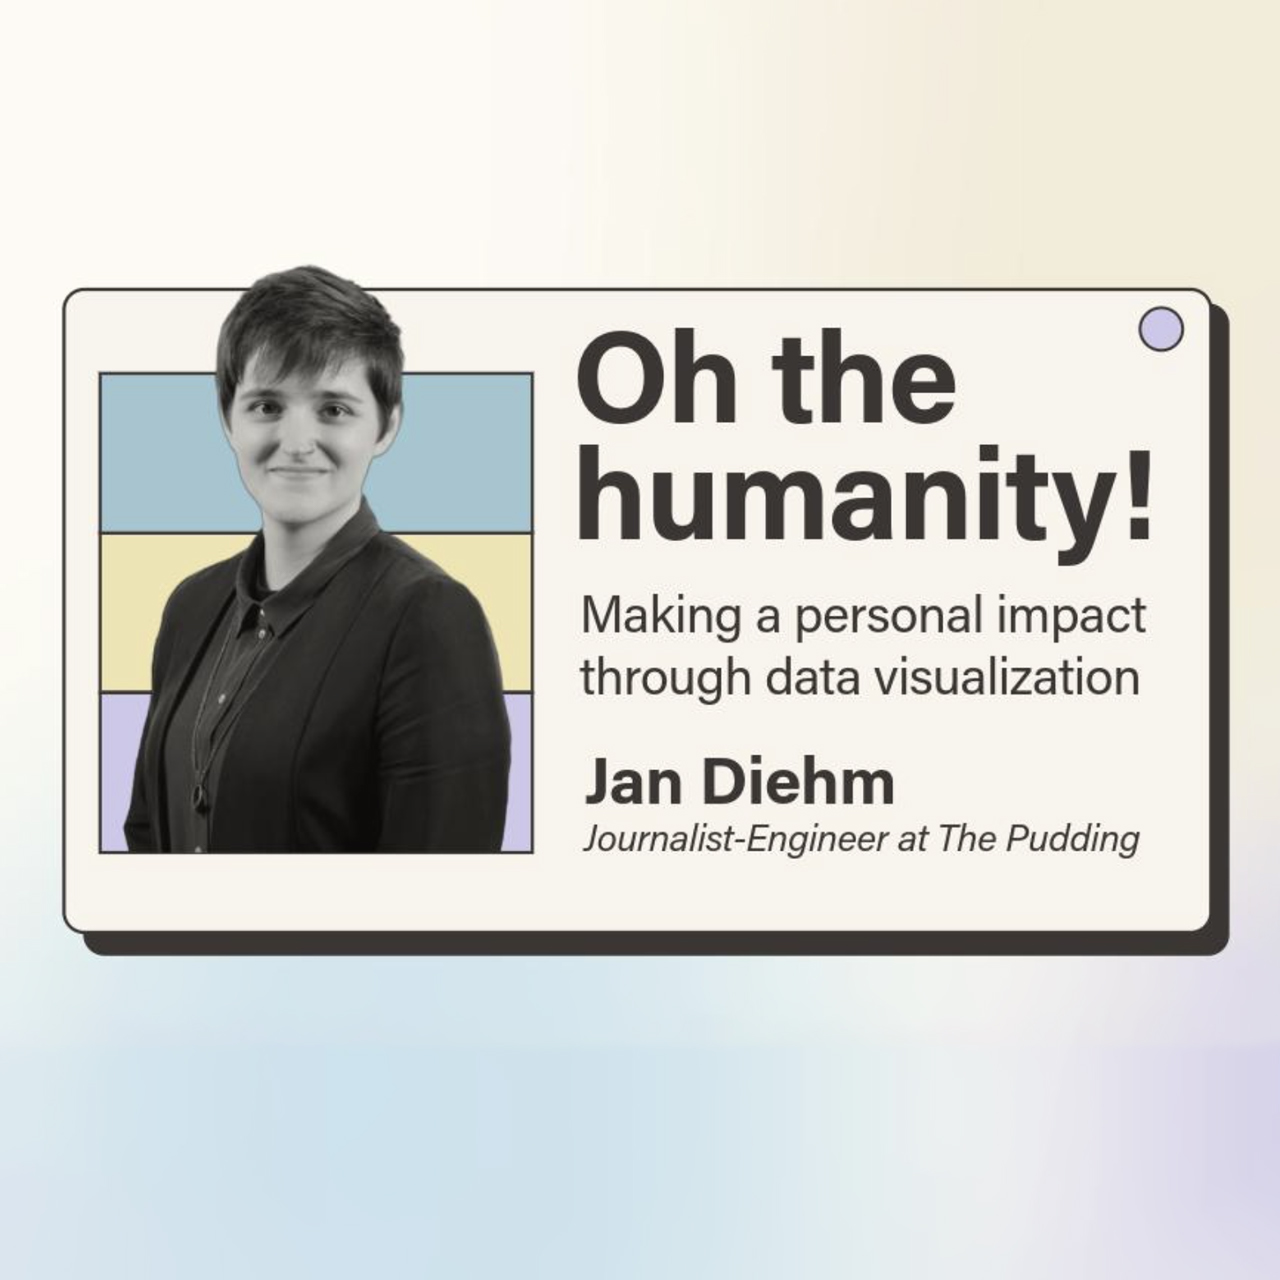 Oh the
humanity!
Making a personal impact
through data visualization
Jan Diehm
Journalist-Engineer at The Pudding